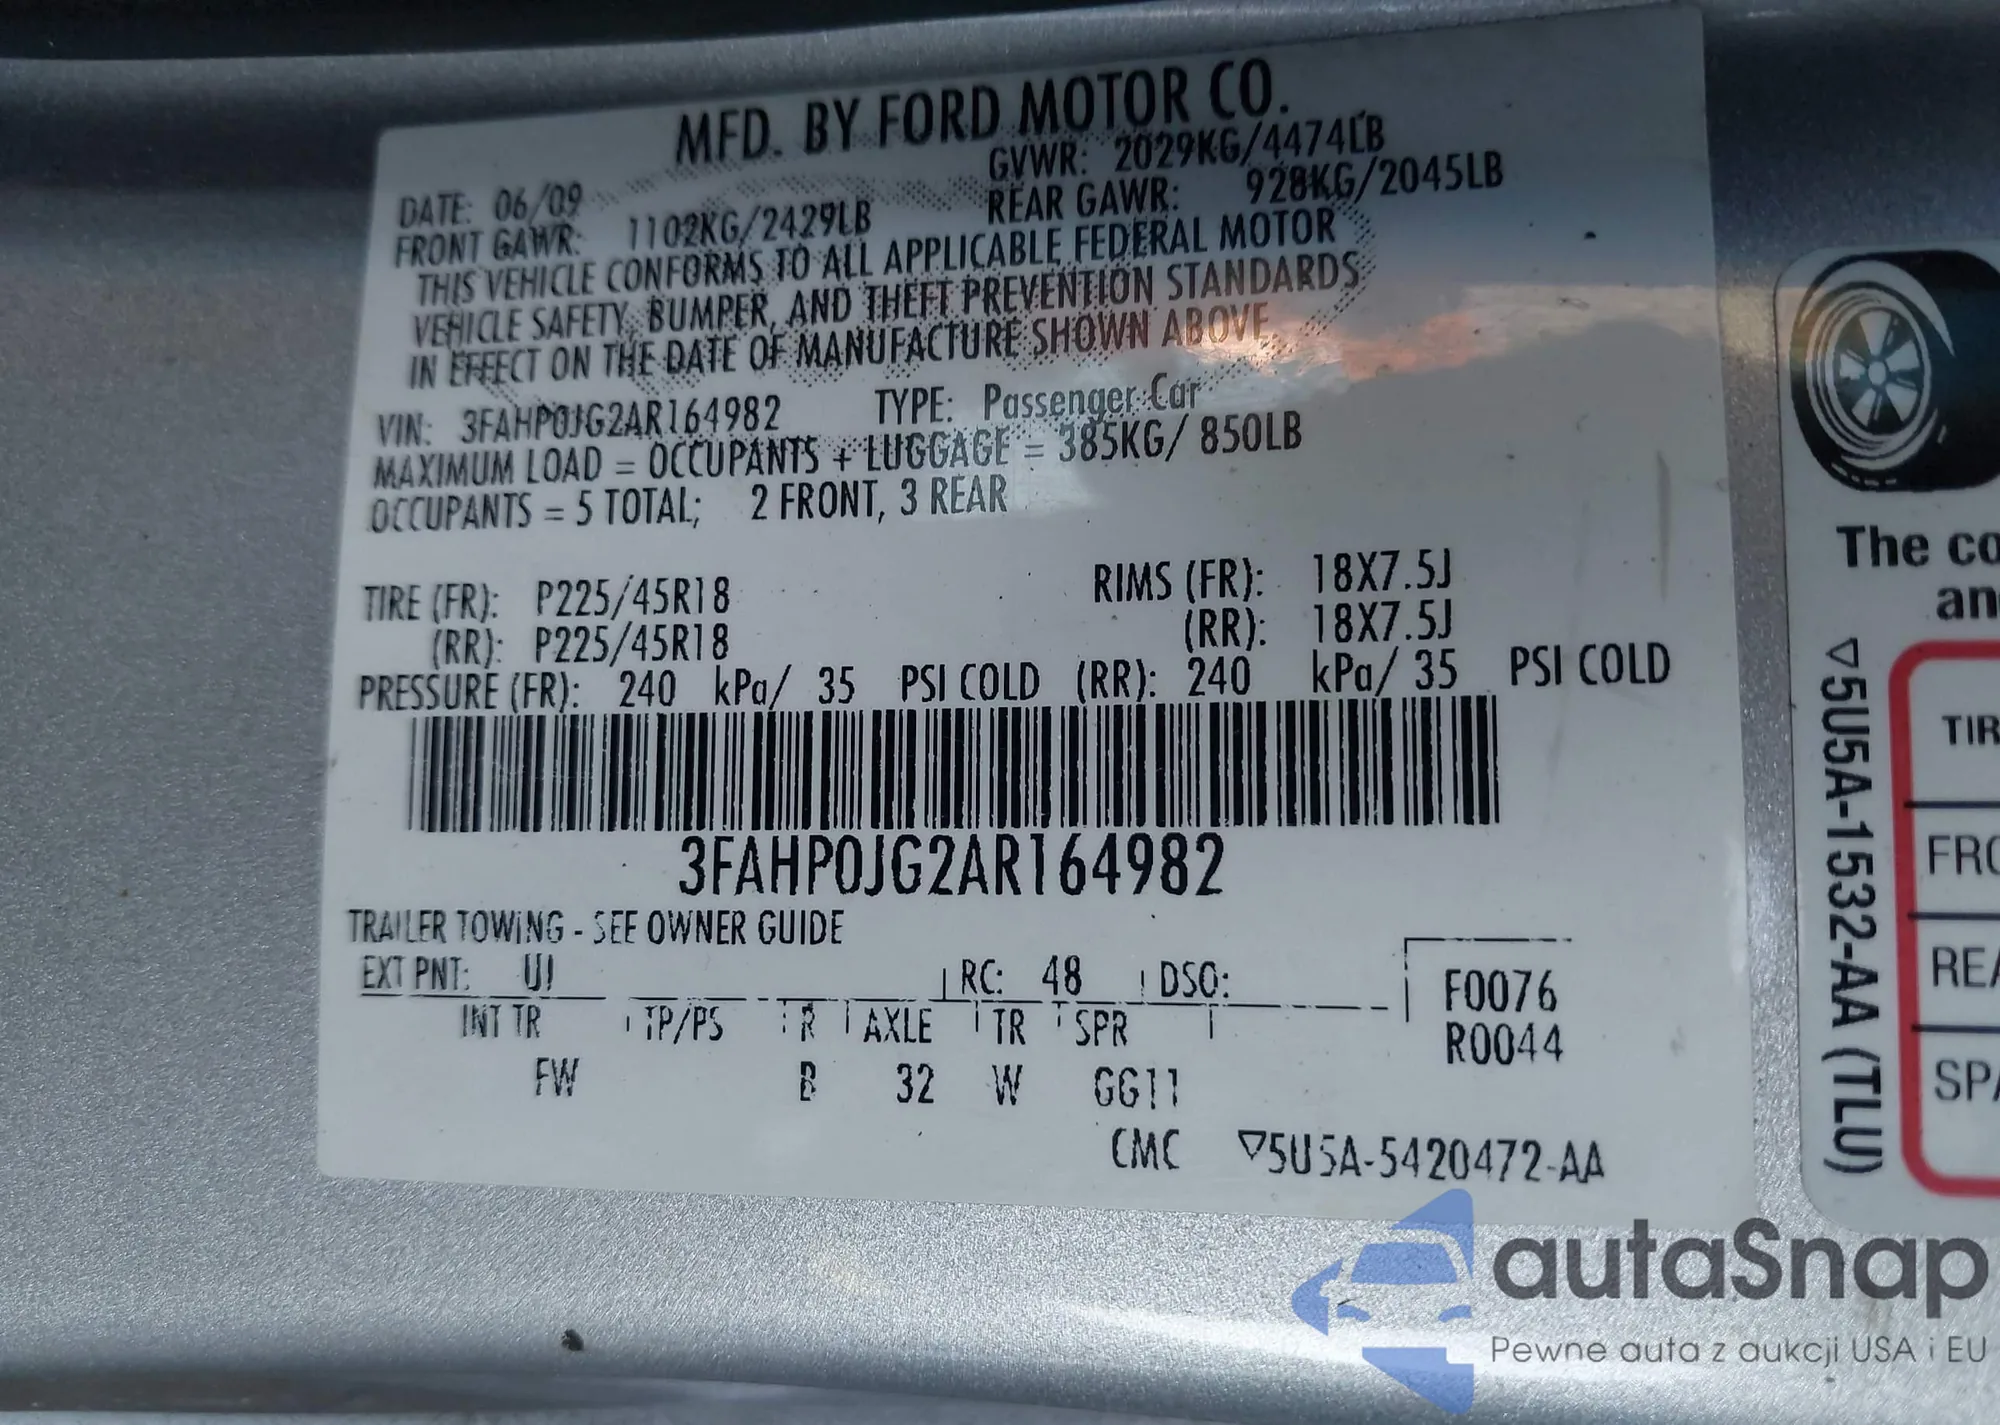 MFD. BY FORD MOTOR CO.
DATE: 06/09 GVWR: 2029KG/4474LB
FRONT GAWR: 1102KG/2429LB REAR GAWR: 928KG/2045LB
THIS VEHICLE CONFORMS TO ALL APPLICABLE FEDERAL MOTOR
VEHICLE SAFETY, BUMPER, AND THEFT PREVENTION STANDARDS
IN EFFECT ON THE DATE OF MANUFACTURE SHOWN ABOVE.
VIN: 3FAHP0JG2AR164982 TYPE: Passenger Car
MAXIMUM LOAD = OCCUPANTS + LUGGAGE = 385KG/ 850LB
OCCUPANTS = 5 TOTAL; 2 FRONT, 3 REAR
TIRE (FR): P225/45R18 RIMS (FR): 18X7.5J
(RR): P225/45R18 (RR): 18X7.5J
PRESSURE (FR): 240 kPa/ 35 PSI COLD (RR): 240 kPa/ 35 PSI COLD
3FAHP0JG2AR164982
TRAILER TOWING - SEE OWNER GUIDE
EXT PNT: UI RC: 48 DSO: F0076
INT TR TP/PS R AXLE TR SPR R0044
FW B 32 W GG11
CMC ▽5U5A-5420472-AA
The co
an
▽5U5A-1532-AA (TLU)
TIR
FRO
REA
SPA
autaSnap
Pewne auta z aukcji USA i EU